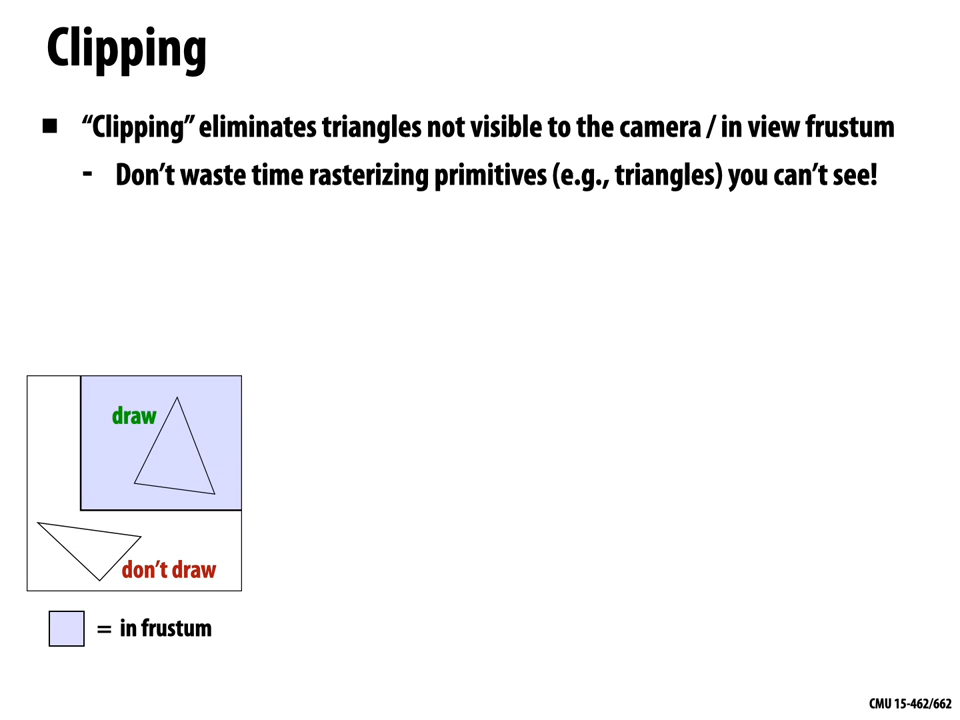 Clipping
■ “Clipping” eliminates triangles not visible to the camera / in view frustum
- Don’t waste time rasterizing primitives (e.g., triangles) you can’t see!
draw
don’t draw
= in frustum
CMU 15-462/662